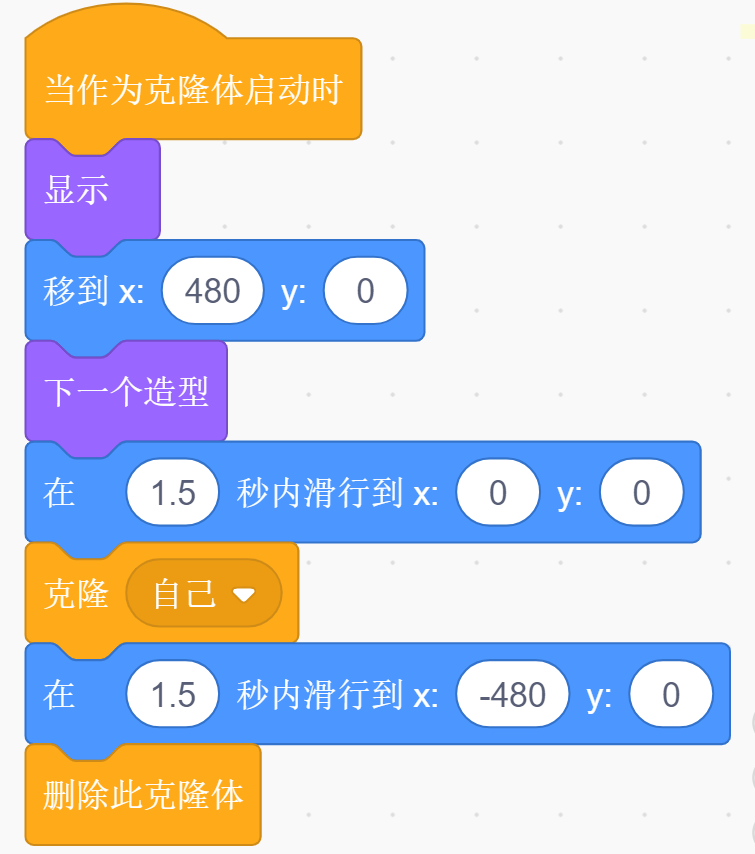 当作为克隆体启动时
显示
移到 x: 480 y: 0
下一个造型
在 1.5 秒内滑行到 x: 0 y: 0
克隆 自己
在 1.5 秒内滑行到 x: -480 y: 0
删除此克隆体